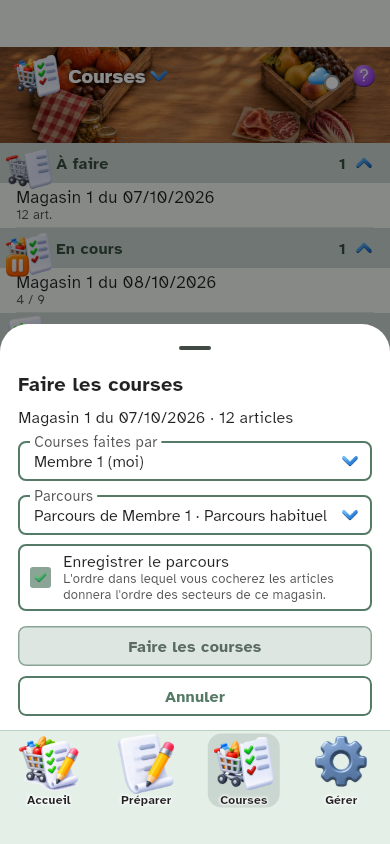 Courses
?
À faire
1
Magasin 1 du 07/10/2026
12 art.
En cours
1
Magasin 1 du 08/10/2026
4 / 9
Faire les courses
Magasin 1 du 07/10/2026 · 12 articles
Courses faites par
Membre 1 (moi)
Parcours
Parcours de Membre 1 · Parcours habituel
Enregistrer le parcours
L'ordre dans lequel vous cocherez les articles
donnera l'ordre des secteurs de ce magasin.
Faire les courses
Annuler
Accueil
Préparer
Courses
Gérer